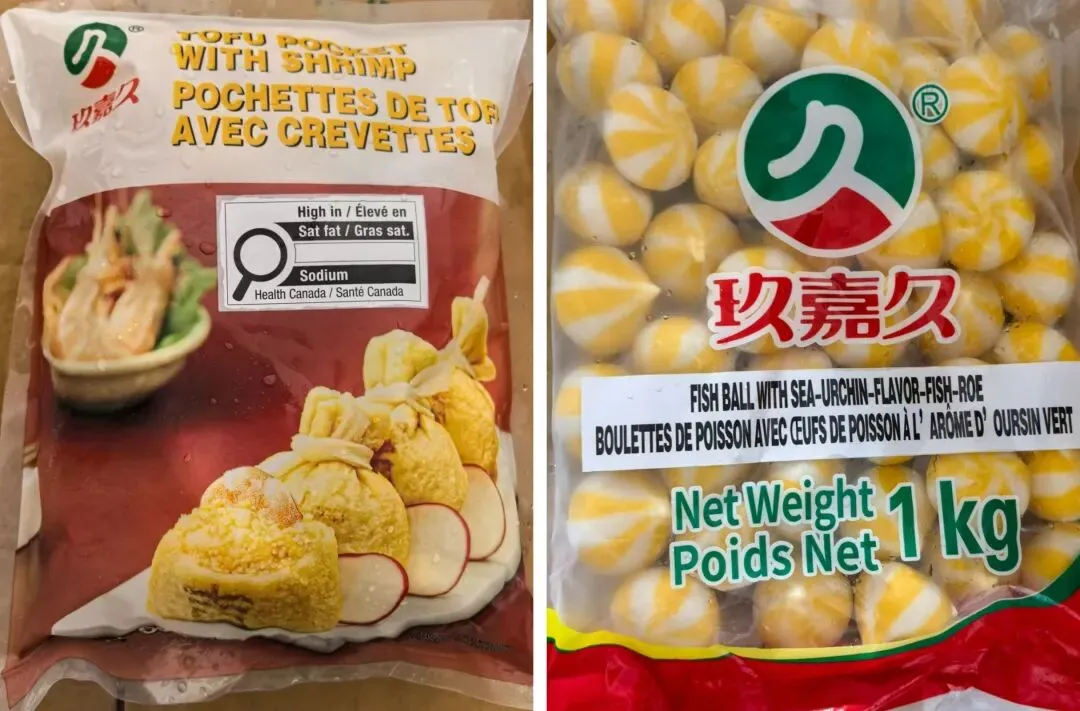 ®
TOFU POCKET
WITH SHRIMP
POCHETTES DE TOF
AVEC CREVETTES
玖嘉久
High in / Élevé en
Sat fat / Gras sat.
Sodium
Health Canada / Santé Canada
久
®
玖嘉久
FISH BALL WITH SEA-URCHIN-FLAVOR-FISH-ROE
BOULETTES DE POISSON AVEC ŒUFS DE POISSON À L' ARÔME D' OURSIN VERT
Net Weight
Poids Net
1 kg